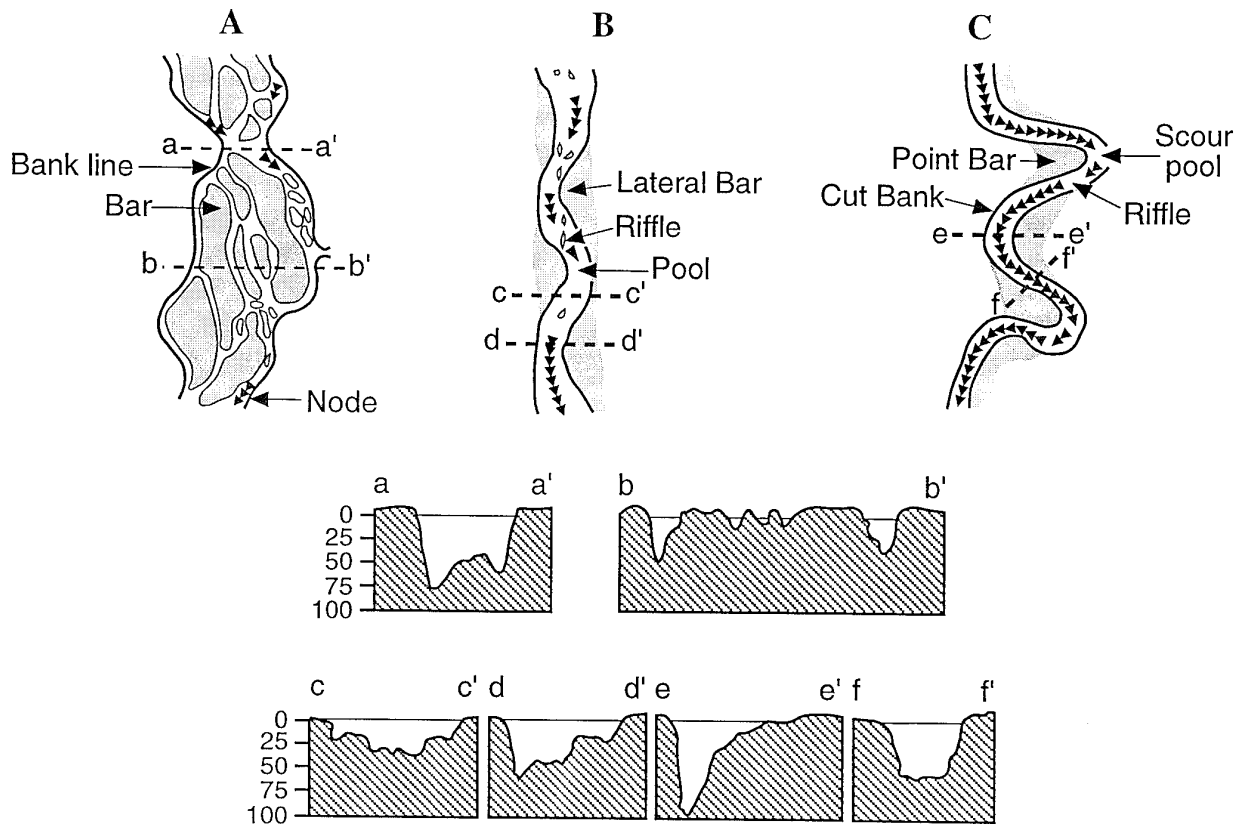 A B C
a a'
Bank line
Bar
b b'
Node
Lateral Bar
Riffle
Pool
c c'
d d'
Scour
pool
Point Bar
Cut Bank
Riffle
e e'
f'
f
a a' b b'
0
25
50
75
100
c c' d d' e e' f f'
0
25
50
75
100